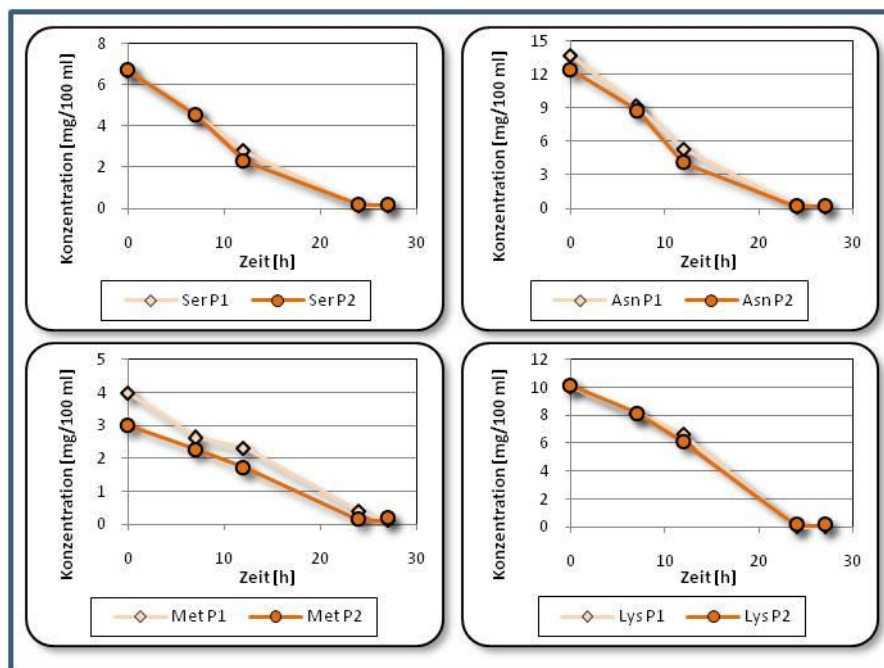 Konzentration [mg/100 ml]
8
6
4
2
0
0 10 20 30
Zeit [h]
Ser P1 Ser P2
Konzentration [mg/100 ml]
15
12
9
6
3
0
0 10 20 30
Zeit [h]
Asn P1 Asn P2
Konzentration [mg/100 ml]
5
4
3
2
1
0
0 10 20 30
Zeit [h]
Met P1 Met P2
Konzentration [mg/100 ml]
12
10
8
6
4
2
0
0 10 20 30
Zeit [h]
Lys P1 Lys P2